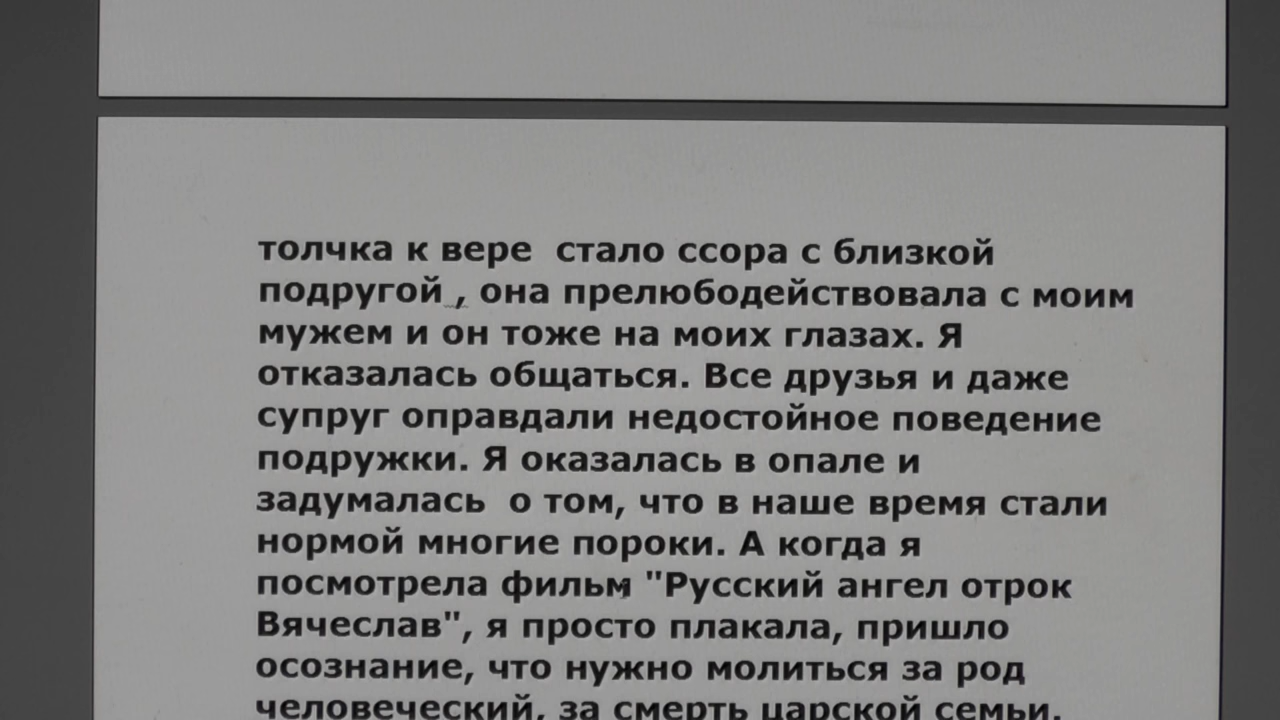 толчка к вере  стало ссора с близкой
подругой , она прелюбодействовала с моим
мужем и он тоже на моих глазах. Я
отказалась общаться. Все друзья и даже
супруг оправдали недостойное поведение
подружки. Я оказалась в опале и
задумалась  о том, что в наше время стали
нормой многие пороки. А когда я
посмотрела фильм "Русский ангел отрок
Вячеслав", я просто плакала, пришло
осознание, что нужно молиться за род
человеческий, за смерть царской семьи.